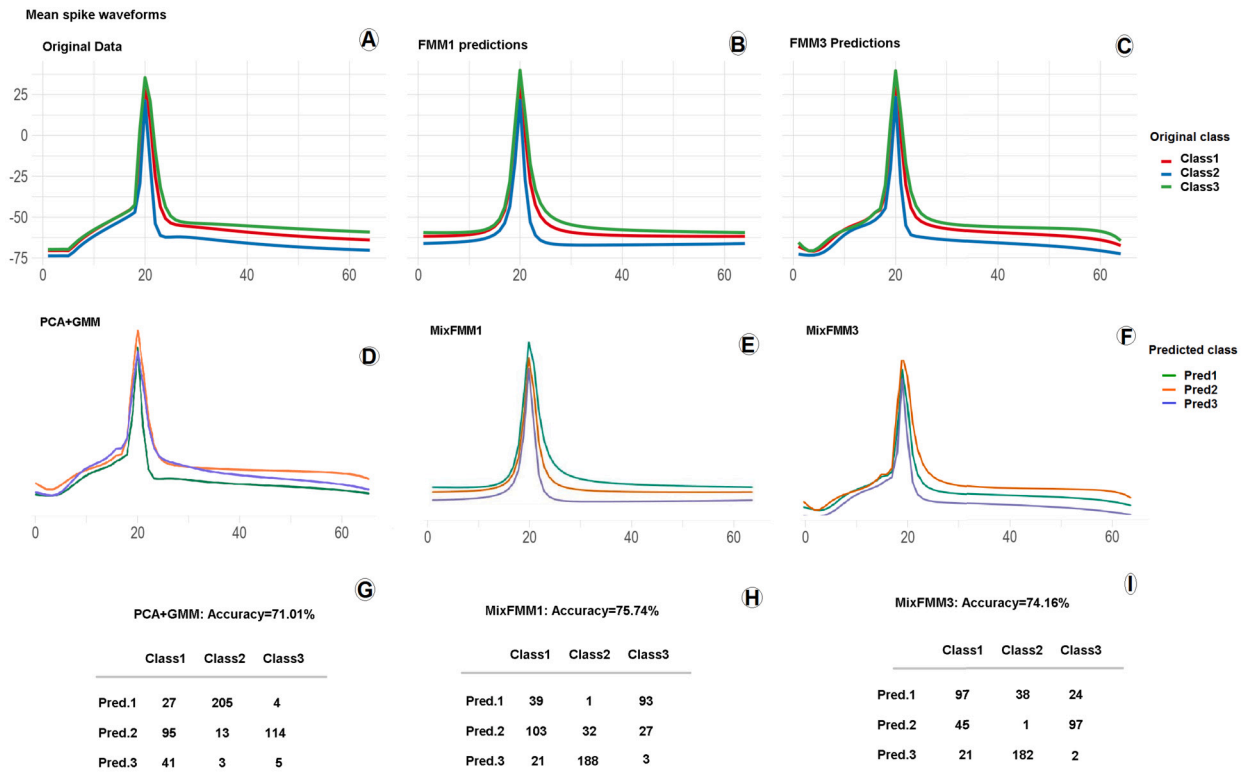 Mean spike waveforms
Original Data
A
FMM1 predictions
B
FMM3 Predictions
C
25
0
-25
-50
-75
0 20 40 60
0 20 40 60
0 20 40 60
Original class
Class1
Class2
Class3
PCA+GMM
D
MixFMM1
E
MixFMM3
F
0 20 40 60
0 20 40 60
0 20 40 60
Predicted class
Pred1
Pred2
Pred3
G
PCA+GMM: Accuracy=71.01%
Class1 Class2 Class3
Pred.1 27 205 4
Pred.2 95 13 114
Pred.3 41 3 5
H
MixFMM1: Accuracy=75.74%
Class1 Class2 Class3
Pred.1 39 1 93
Pred.2 103 32 27
Pred.3 21 188 3
I
MixFMM3: Accuracy=74.16%
Class1 Class2 Class3
Pred.1 97 38 24
Pred.2 45 1 97
Pred.3 21 182 2